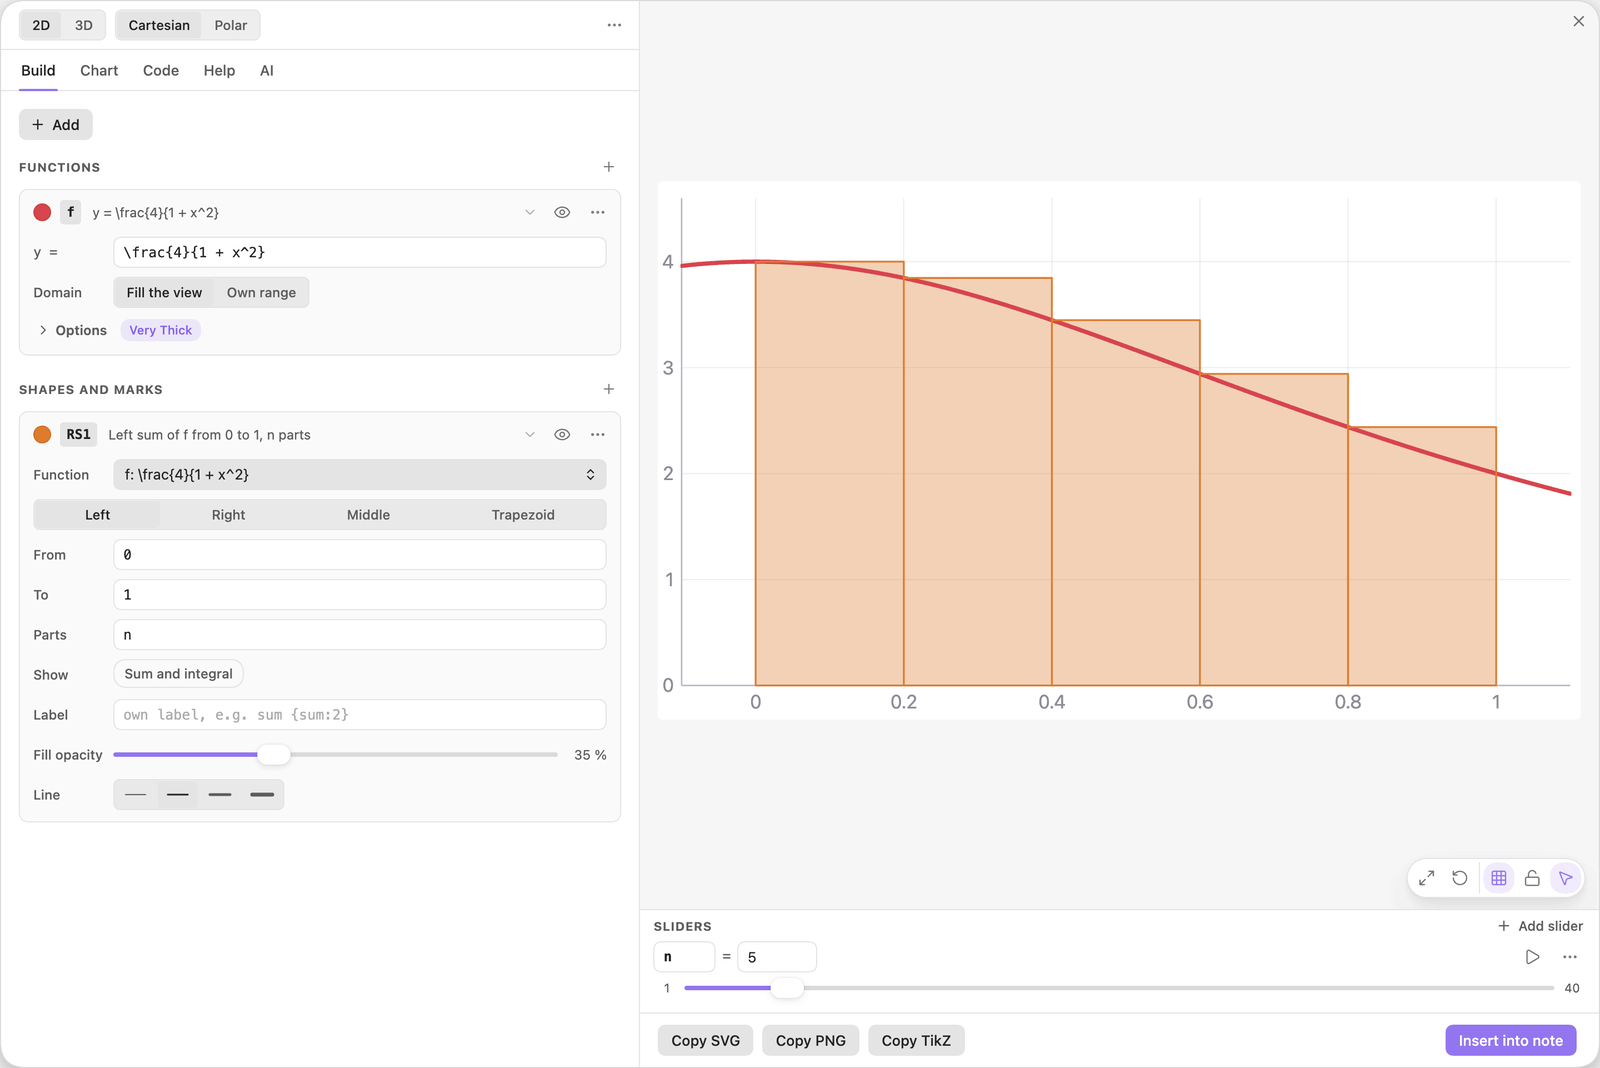 2D 3D Cartesian Polar ...
Build Chart Code Help AI
+ Add
FUNCTIONS +
f y = \frac{4}{1 + x^2} ...
y = \frac{4}{1 + x^2}
Domain Fill the view Own range
Options Very Thick
SHAPES AND MARKS +
RS1 Left sum of f from 0 to 1, n parts ...
Function f: \frac{4}{1 + x^2}
Left Right Middle Trapezoid
From 0
To 1
Parts n
Show Sum and integral
Label own label, e.g. sum {sum:2}
Fill opacity 35 %
Line
4
3
2
1
0
0 0.2 0.4 0.6 0.8 1
SLIDERS + Add slider
n = 5 ...
1 40
Copy SVG Copy PNG Copy TikZ Insert into note